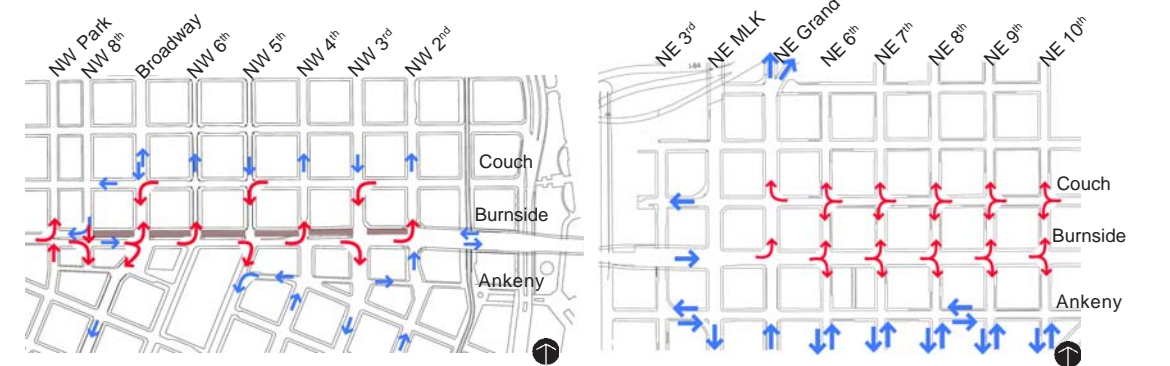 NW Park
NW 8th
Broadway
NW 6th
NW 5th
NW 4th
NW 3rd
NW 2nd
Couch
Burnside
Ankeny
NE 3rd
NE MLK
NE Grand
NE 6th
NE 7th
NE 8th
NE 9th
NE 10th
I-84
Couch
Burnside
Ankeny